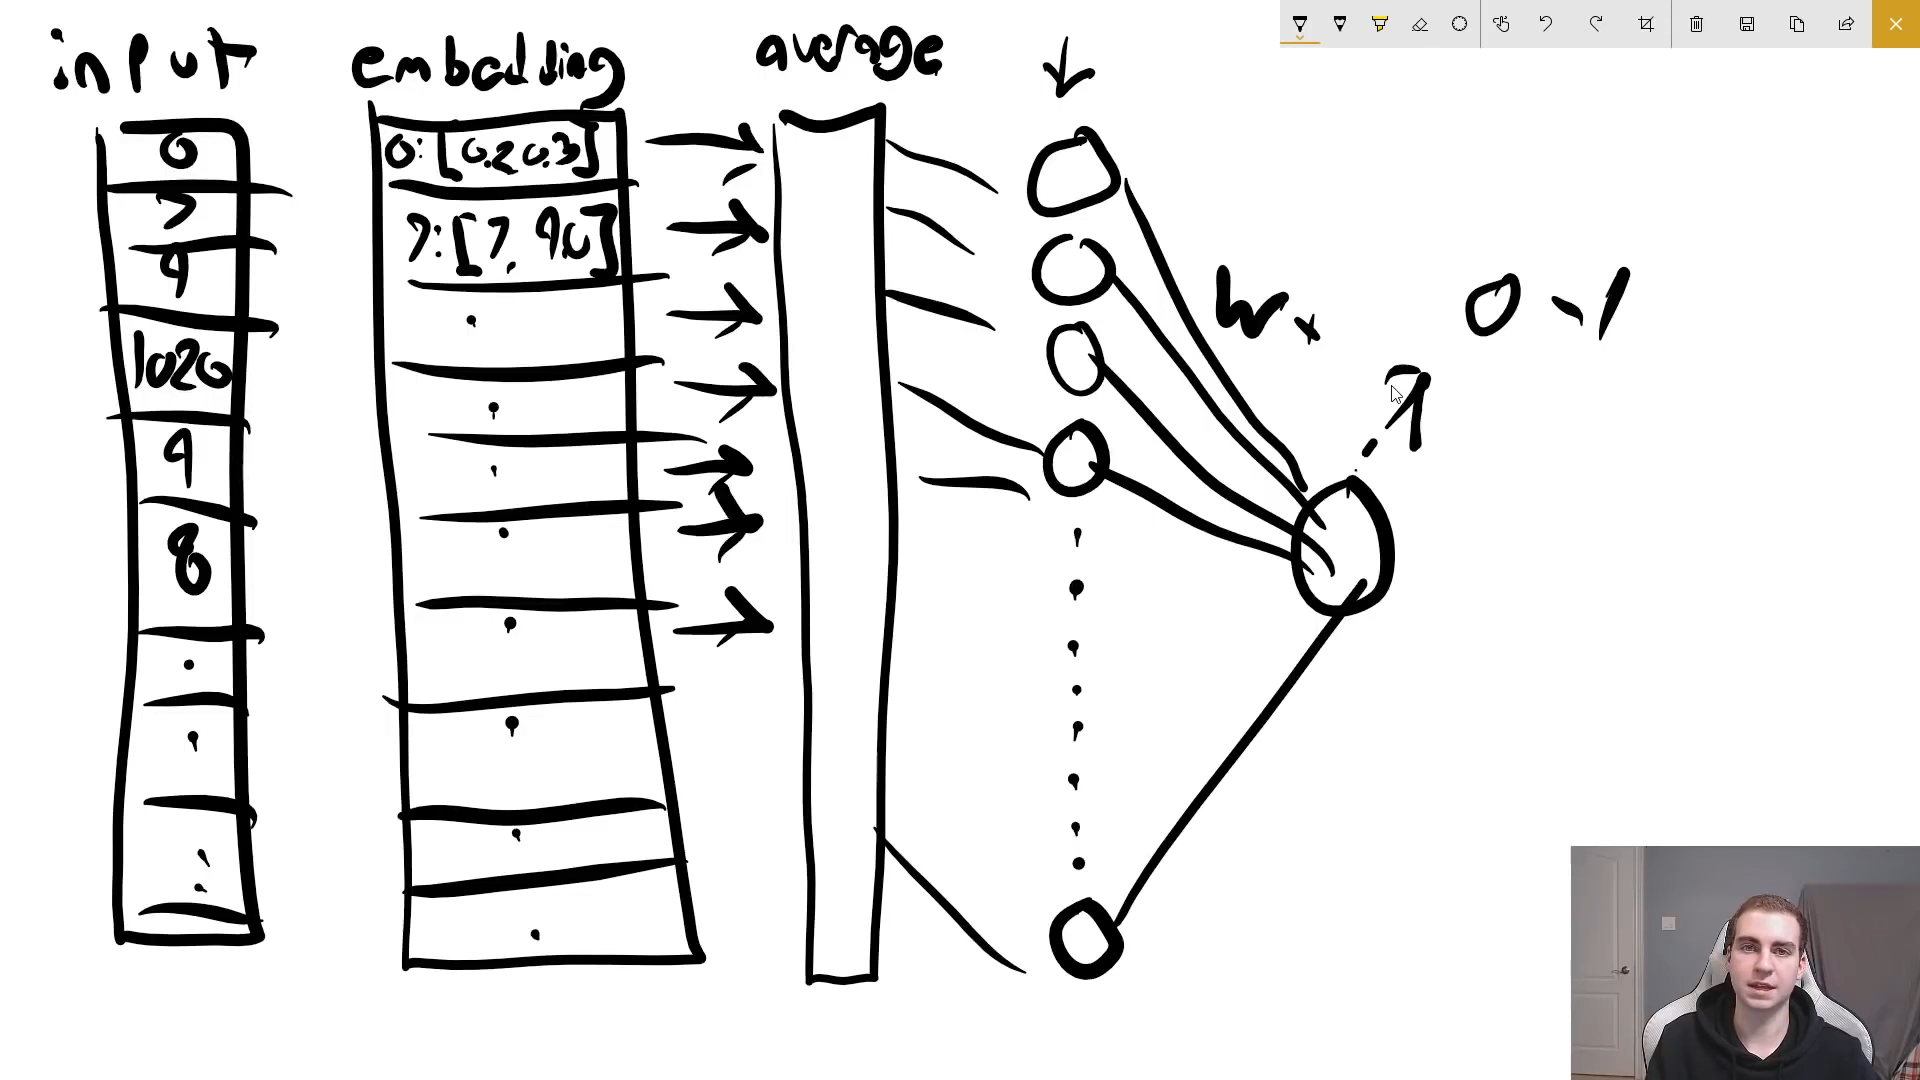 input
embedding
average
0
7
9
1020
9
8
0: [0.2 0.3]
7: [7, 9.0]
Wx
0 - 1